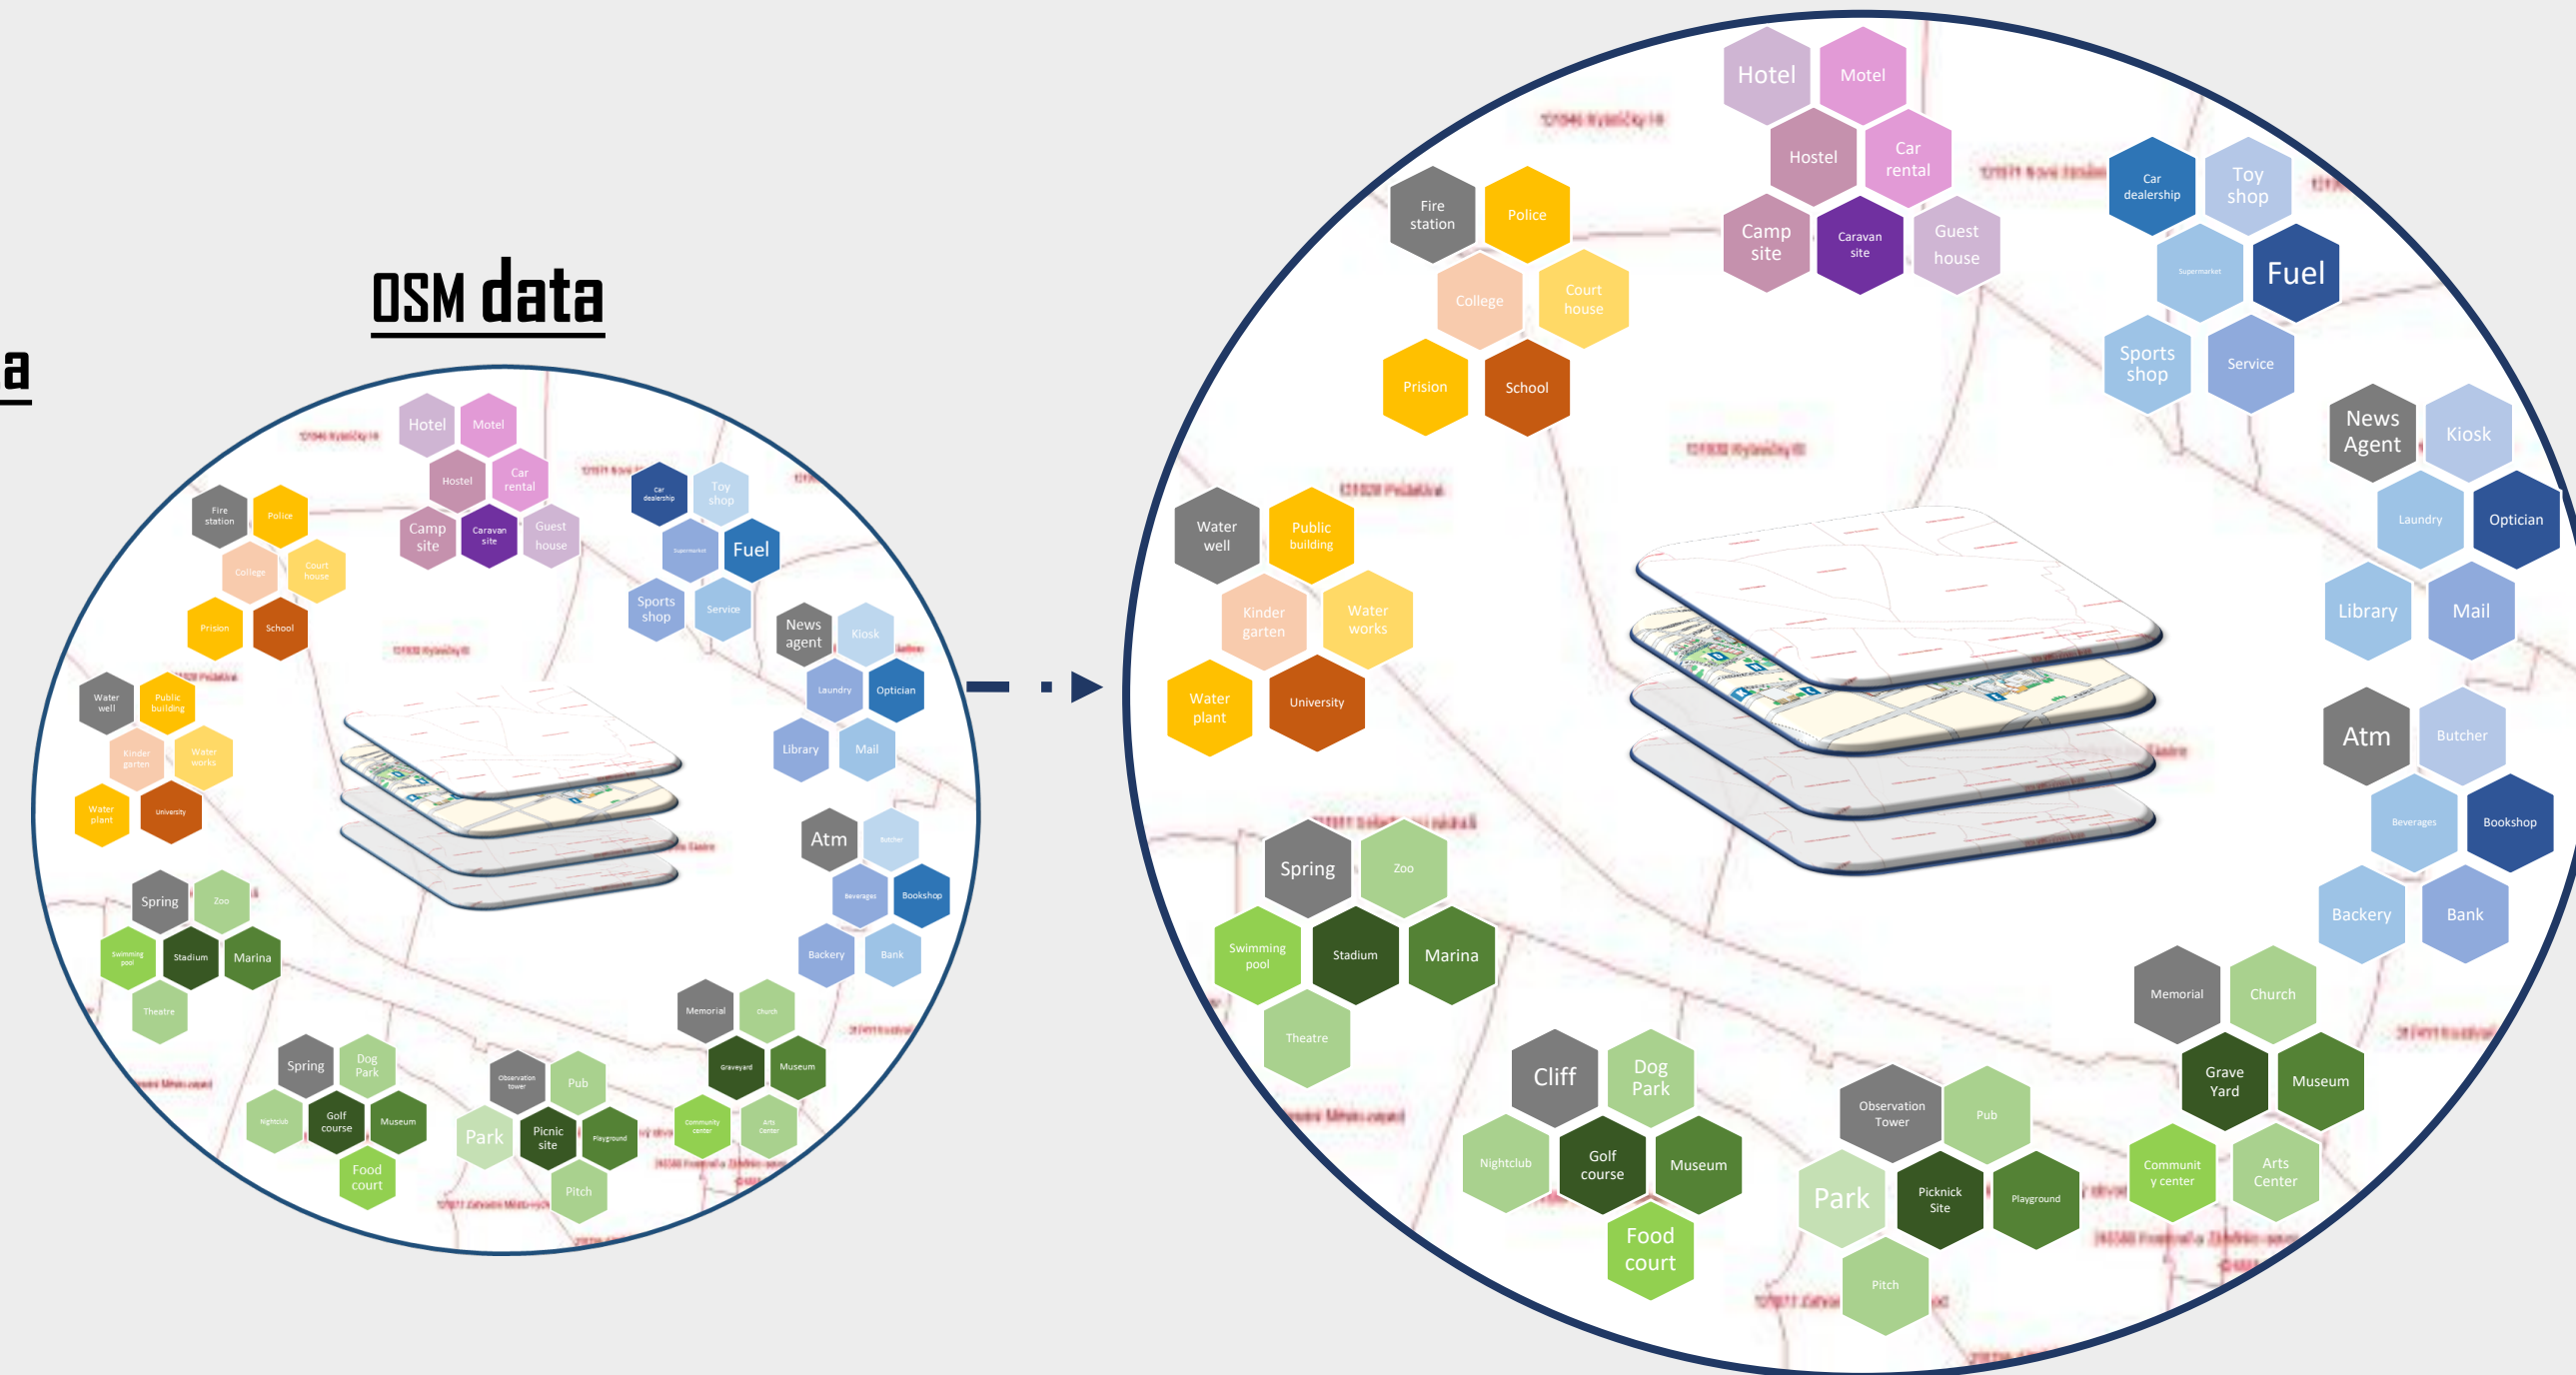 OSM data
a
Hotel
Motel
Hostel
Car
rental
Camp
site
Caravan
site
Guest
house
Fire
station
Police
College
Court
house
Prision
School
Car
dealership
Toy
shop
Supermarket
Fuel
Sports
shop
Service
News
agent
Kiosk
Laundry
Optician
Library
Mail
Water
well
Public
building
Kinder
garten
Water
works
Water
plant
University
Atm
Butcher
Beverages
Bookshop
Backery
Bank
Spring
Zoo
Swimming
pool
Stadium
Marina
Theatre
Spring
Dog
Park
Nightclub
Golf
course
Museum
Food
court
Observation
tower
Pub
Park
Picnic
site
Playground
Pitch
Memorial
Church
Graveyard
Museum
Community
center
Arts
Center
Hotel
Motel
Hostel
Car
rental
Camp
site
Caravan
site
Guest
house
Fire
station
Police
College
Court
house
Prision
School
Car
dealership
Toy
shop
Supermarket
Fuel
Sports
shop
Service
News
Agent
Kiosk
Laundry
Optician
Library
Mail
Water
well
Public
building
Kinder
garten
Water
works
Water
plant
University
Atm
Butcher
Beverages
Bookshop
Backery
Bank
Spring
Zoo
Swimming
pool
Stadium
Marina
Theatre
Cliff
Dog
Park
Nightclub
Golf
course
Museum
Food
court
Observation
Tower
Pub
Park
Picknick
Site
Playground
Pitch
Memorial
Church
Grave
Yard
Museum
Communit
y center
Arts
Center